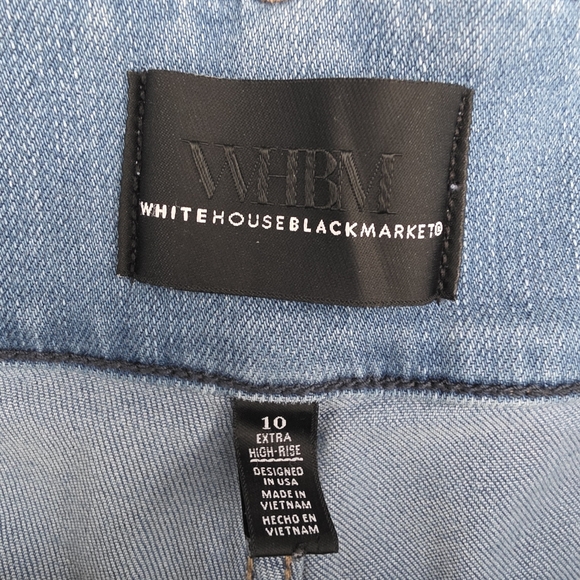 WHBM
WHITEHOUSEBLACKMARKET®
10
EXTRA
HIGH-RISE
DESIGNED
IN USA
MADE IN
VIETNAM
HECHO EN
VIETNAM